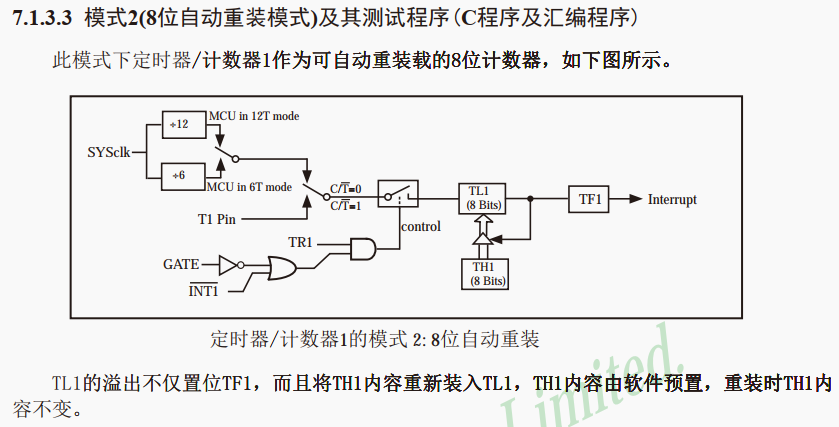 7.1.3.3 模式2(8位自动重装模式)及其测试程序(C程序及汇编程序)
此模式下定时器/计数器1作为可自动重装载的8位计数器，如下图所示。
÷12
MCU in 12T mode
SYSclk
÷6
MCU in 6T mode
C/T̅=0
C/T̅=1
T1 Pin
TL1
(8 Bits)
TF1
Interrupt
control
TR1
GATE
I̅N̅T̅1̅
TH1
(8 Bits)
定时器/计数器1的模式 2: 8位自动重装
TL1的溢出不仅置位TF1，而且将TH1内容重新装入TL1，TH1内容由软件预置，重装时TH1内
容不变。
Limited.